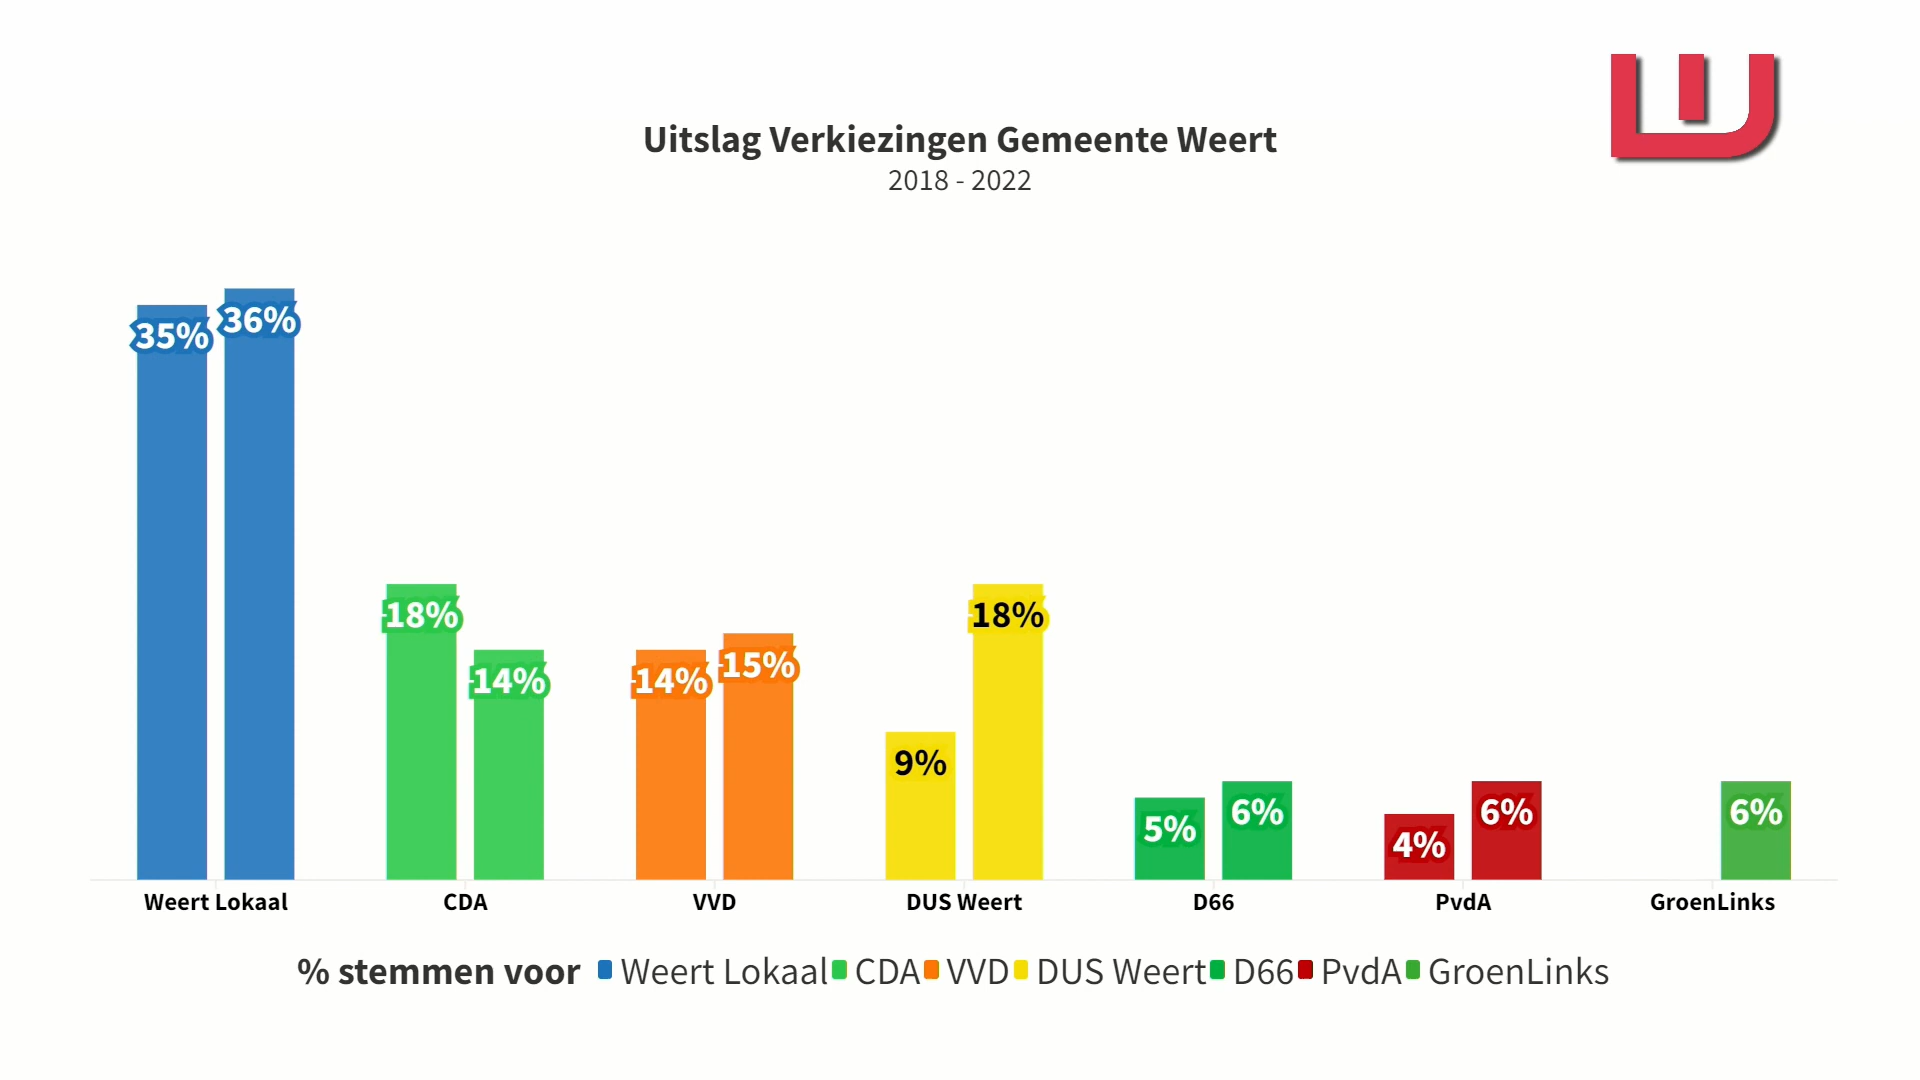 Uitslag Verkiezingen Gemeente Weert
2018 - 2022
35% 36% 18% 14% 14% 15% 9% 18% 5% 6% 4% 6% 6%
Weert Lokaal CDA VVD DUS Weert D66 PvdA GroenLinks
% stemmen voor Weert Lokaal CDA VVD DUS Weert D66 PvdA GroenLinks